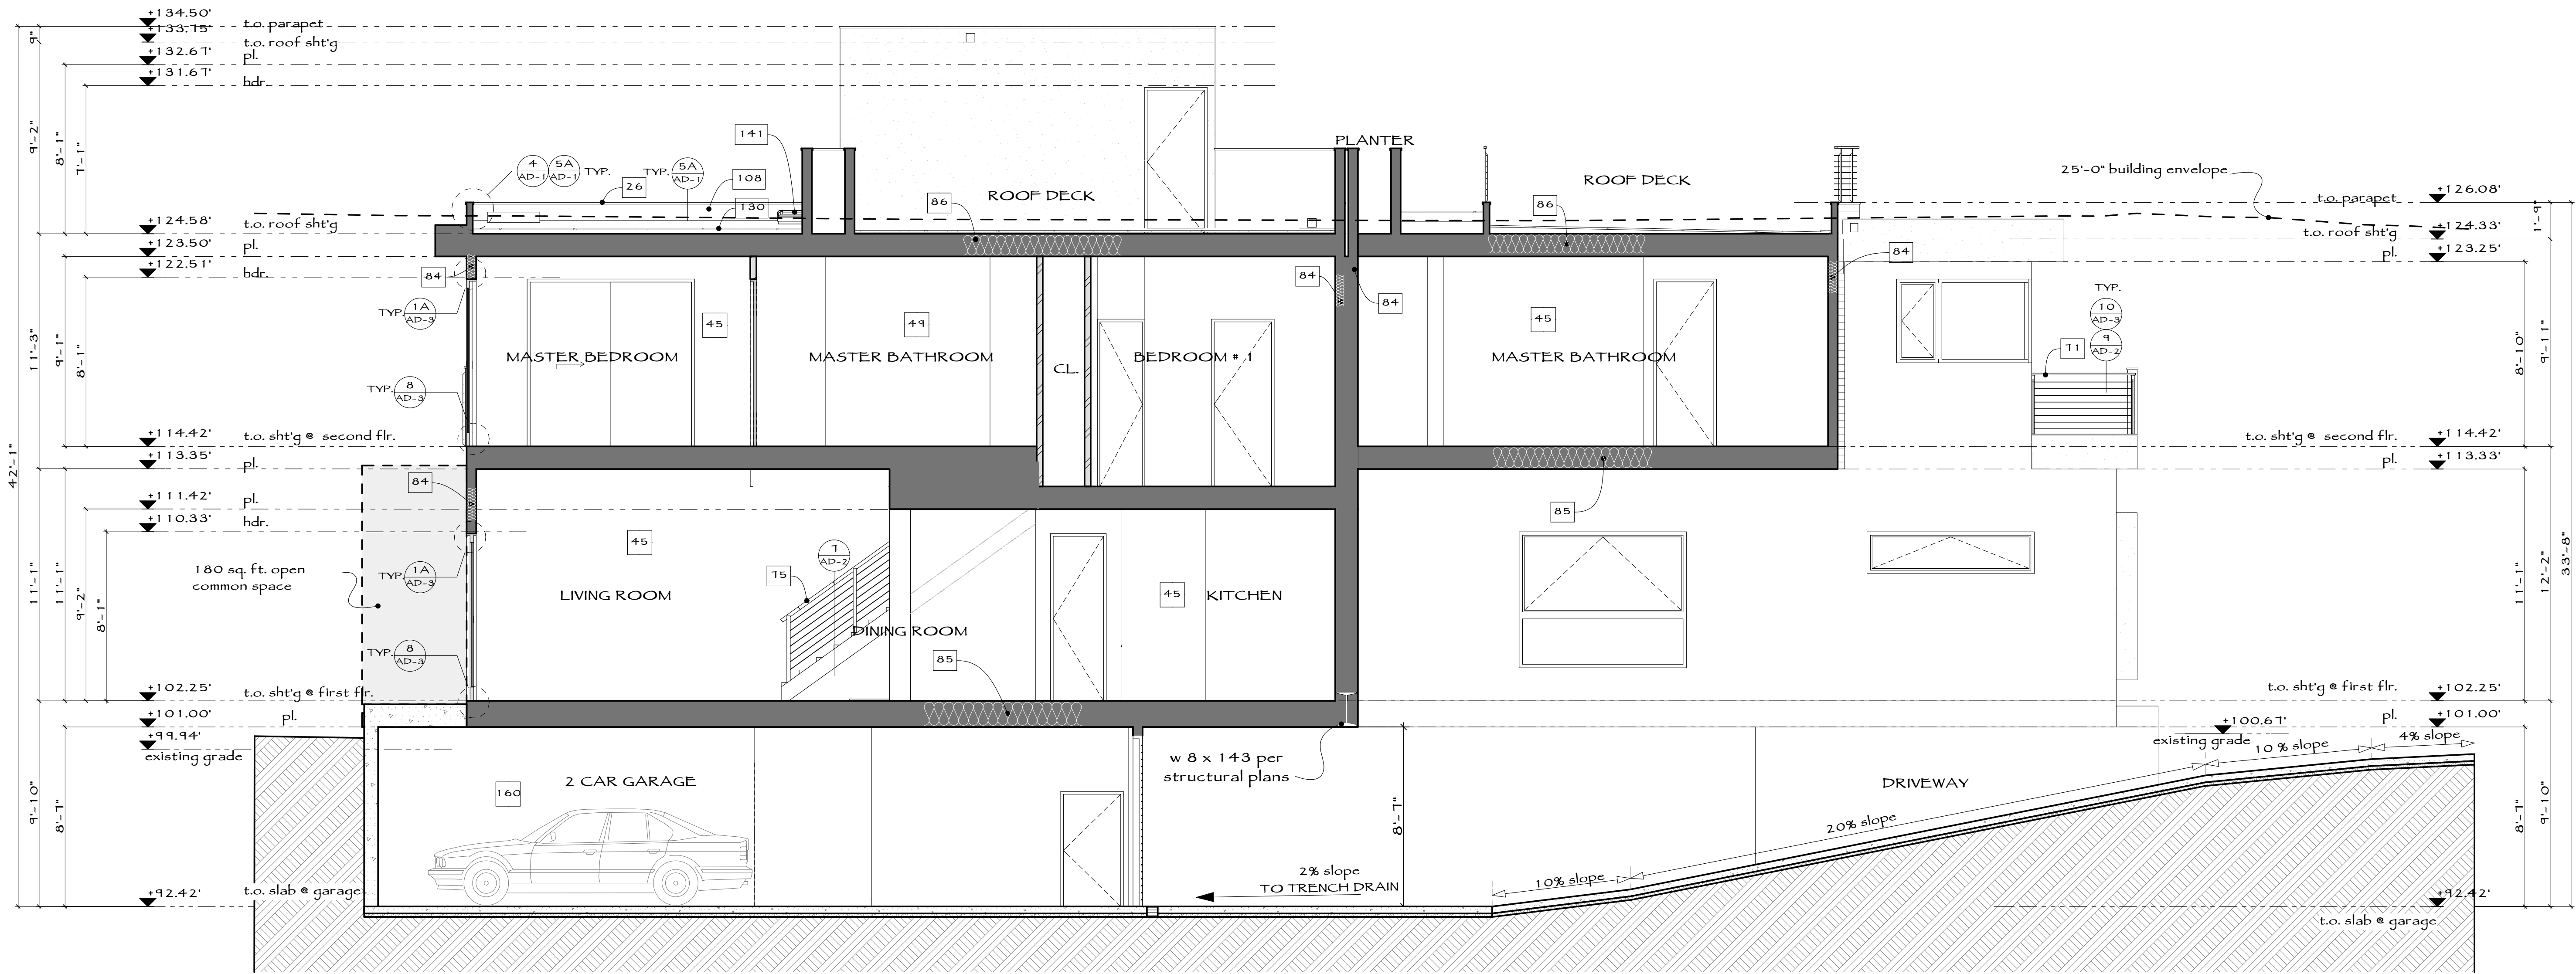 +134.50'
t.o. parapet
+133.75'
t.o. roof sht'g
+132.67'
pl.
+131.67'
hdr.
9"
9'-2"
8'-1"
7'-1"
42'-1"
141
4
AD-1
5A
AD-1
TYP.
TYP.
5A
AD-1
26
108
130
86
ROOF DECK
PLANTER
ROOF DECK
86
25'-0" building envelope
+126.08'
t.o. parapet
1'-9"
+124.58'
t.o. roof sht'g
+124.33'
t.o. roof sht'g
+123.50'
pl.
+123.25'
pl.
+122.51'
hdr.
84
84
84
84
TYP.
1A
AD-3
TYP.
8
AD-3
45
49
45
MASTER BEDROOM
MASTER BATHROOM
CL.
BEDROOM # 1
MASTER BATHROOM
TYP.
10
AD-3
9
AD-2
71
11'-3"
9'-1"
8'-1"
8'-10"
9'-11"
+114.42'
t.o. sht'g @ second flr.
t.o. sht'g @ second flr.
+114.42'
+113.35'
pl.
pl.
+113.33'
84
85
+111.42'
pl.
+110.33'
hdr.
180 sq. ft. open
common space
TYP.
1A
AD-3
TYP.
8
AD-3
45
LIVING ROOM
75
7
AD-2
DINING ROOM
85
45
KITCHEN
11'-1"
11'-1"
9'-2"
8'-1"
11'-1"
12'-2"
33'-8"
+102.25'
t.o. sht'g @ first flr.
t.o. sht'g @ first flr.
+102.25'
+101.00'
pl.
pl.
+101.00'
+99.94'
existing grade
+100.67'
existing grade
w 8 x 143 per
structural plans
2 CAR GARAGE
160
DRIVEWAY
10 % slope
4% slope
20% slope
10% slope
2% slope
TO TRENCH DRAIN
8'-7"
9'-10"
8'-7"
8'-7"
9'-10"
+92.42'
t.o. slab @ garage
+92.42'
t.o. slab @ garage